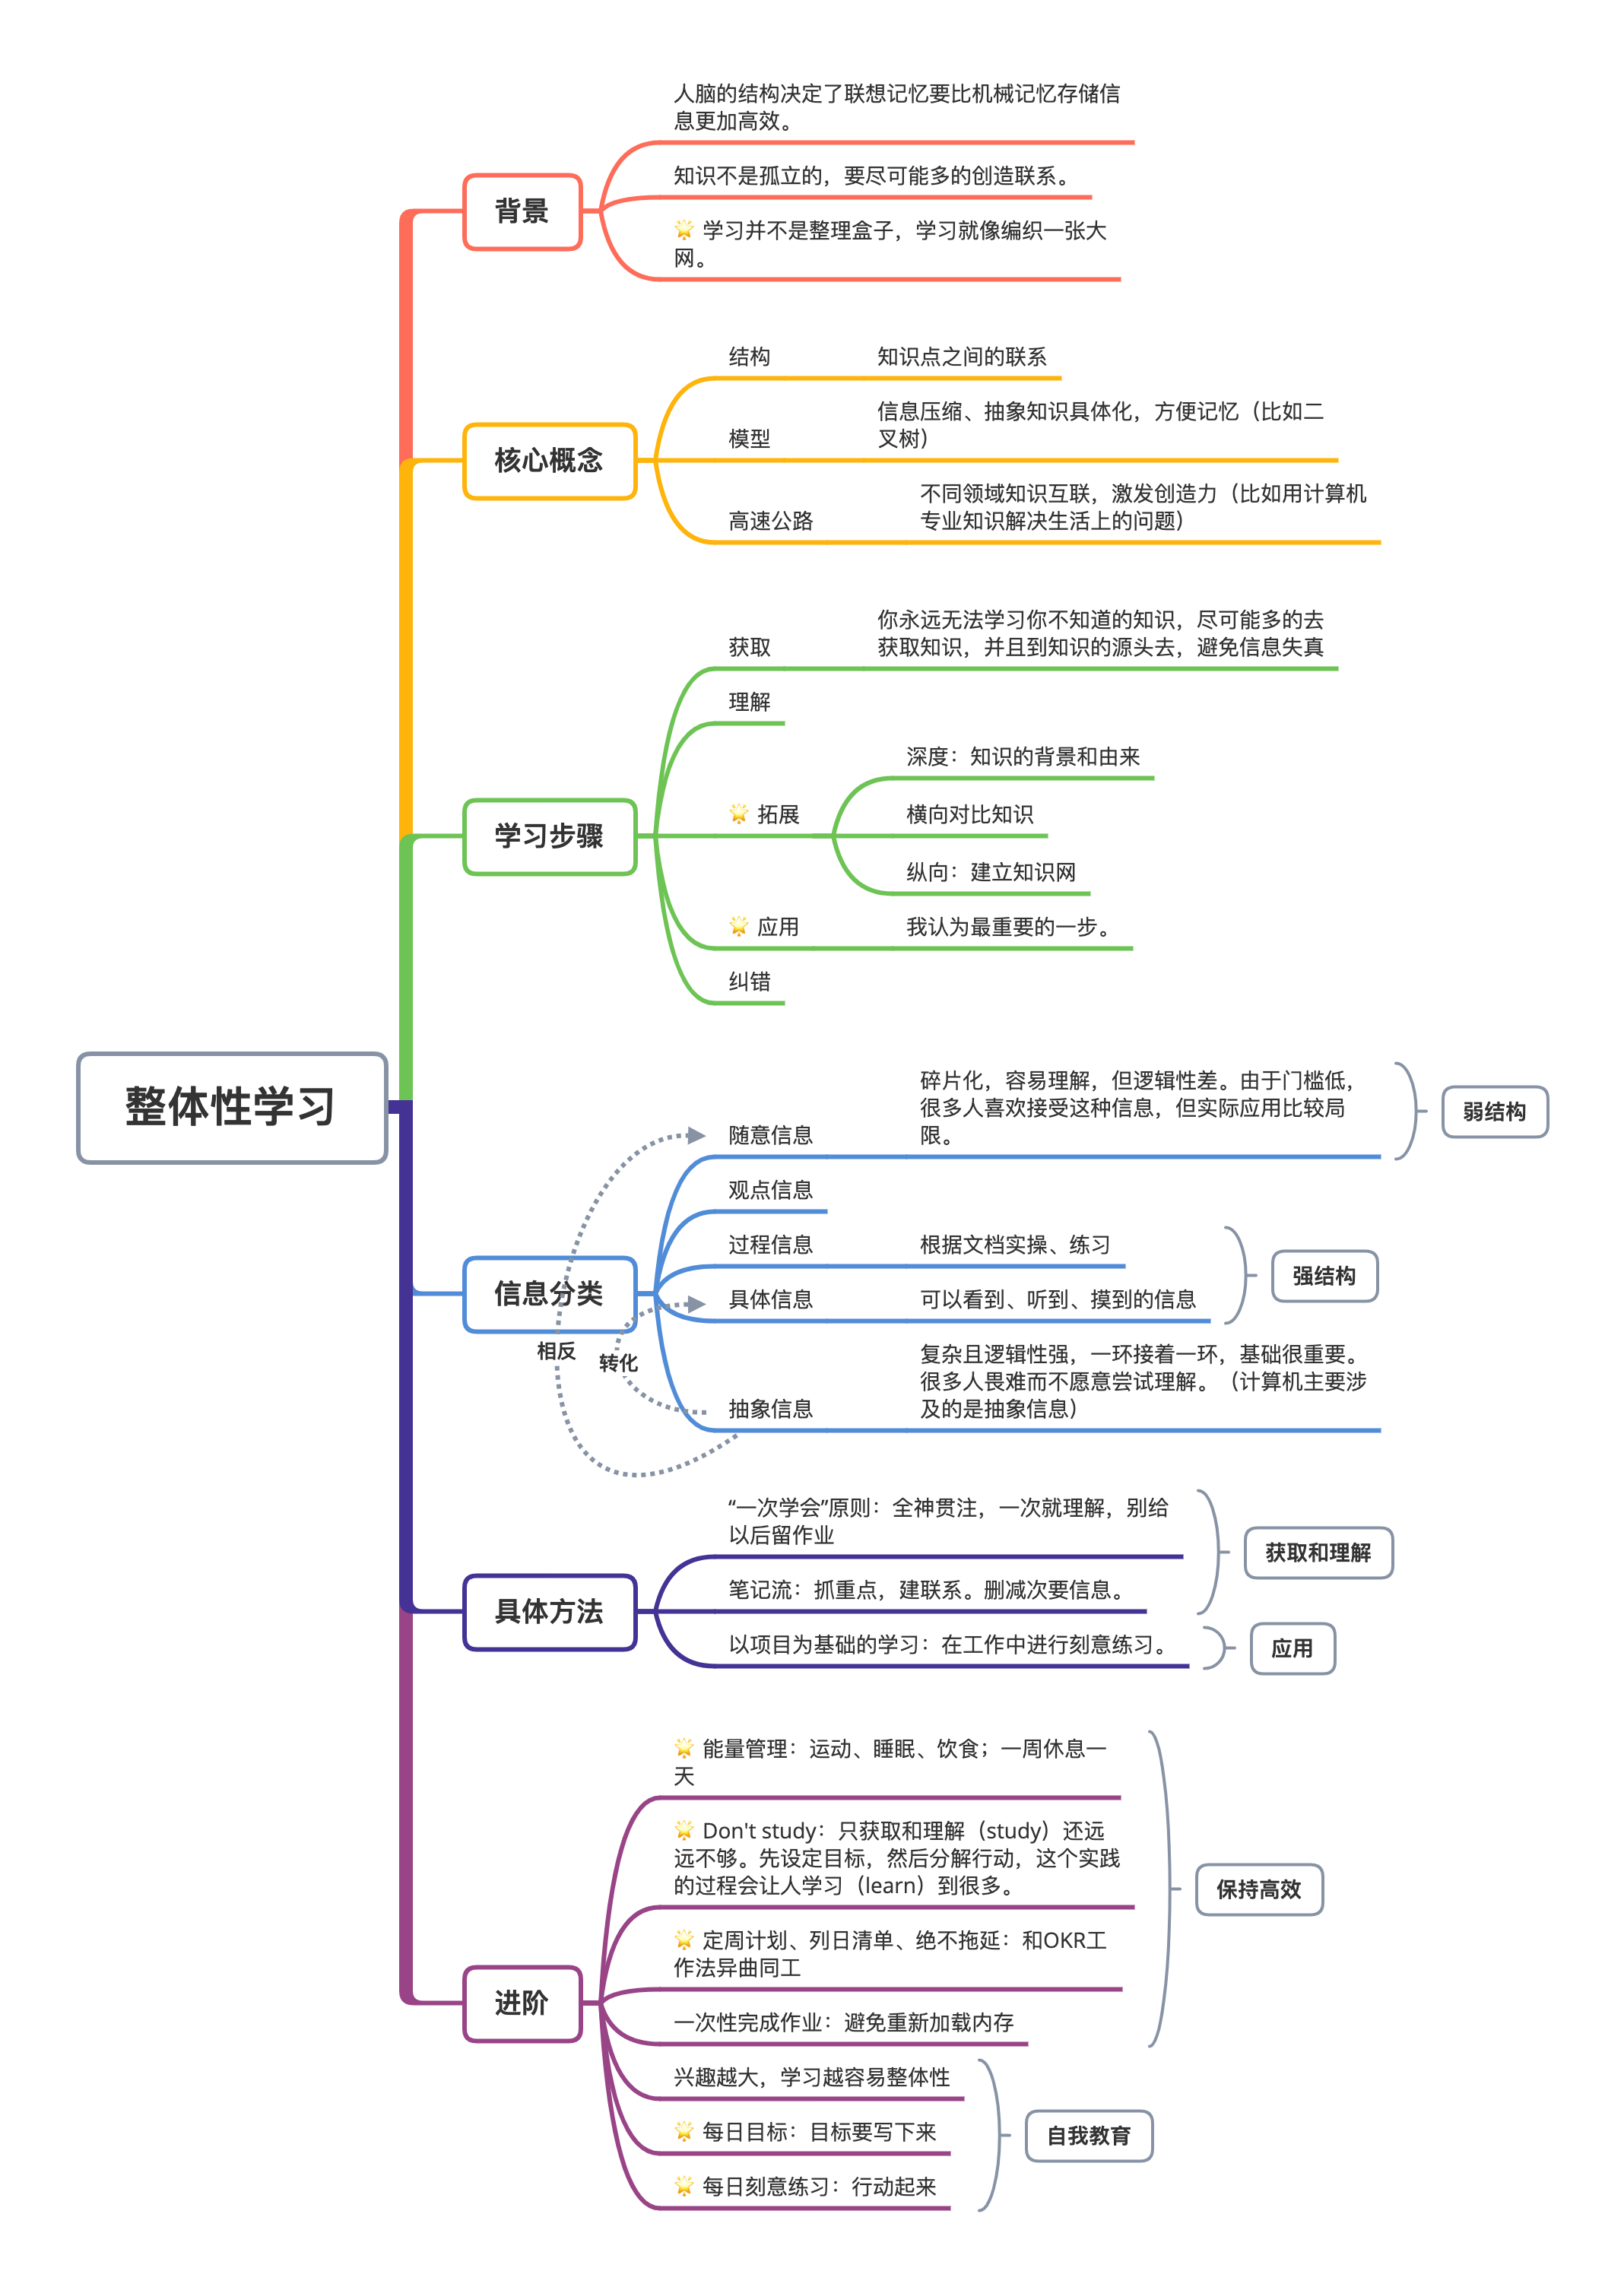 整体性学习
背景
人脑的结构决定了联想记忆要比机械记忆存储信
息更加高效。
知识不是孤立的，要尽可能多的创造联系。
🌟 学习并不是整理盒子，学习就像编织一张大
网。
核心概念
结构
知识点之间的联系
模型
信息压缩、抽象知识具体化，方便记忆（比如二
叉树）
高速公路
不同领域知识互联，激发创造力（比如用计算机
专业知识解决生活上的问题）
学习步骤
获取
你永远无法学习你不知道的知识，尽可能多的去
获取知识，并且到知识的源头去，避免信息失真
理解
🌟 拓展
深度：知识的背景和由来
横向对比知识
纵向：建立知识网
🌟 应用
我认为最重要的一步。
纠错
信息分类
随意信息
碎片化，容易理解，但逻辑性差。由于门槛低，
很多人喜欢接受这种信息，但实际应用比较局
限。
弱结构
观点信息
过程信息
根据文档实操、练习
具体信息
可以看到、听到、摸到的信息
强结构
抽象信息
复杂且逻辑性强，一环接着一环，基础很重要。
很多人畏难而不愿意尝试理解。（计算机主要涉
及的是抽象信息）
相反
转化
具体方法
“一次学会”原则：全神贯注，一次就理解，别给
以后留作业
笔记流：抓重点，建联系。删减次要信息。
获取和理解
以项目为基础的学习：在工作中进行刻意练习。
应用
进阶
🌟 能量管理：运动、睡眠、饮食；一周休息一
天
🌟 Don't study：只获取和理解（study）还远
远不够。先设定目标，然后分解行动，这个实践
的过程会让人学习（learn）到很多。
🌟 定周计划、列日清单、绝不拖延：和OKR工
作法异曲同工
一次性完成作业：避免重新加载内存
保持高效
兴趣越大，学习越容易整体性
🌟 每日目标：目标要写下来
🌟 每日刻意练习：行动起来
自我教育